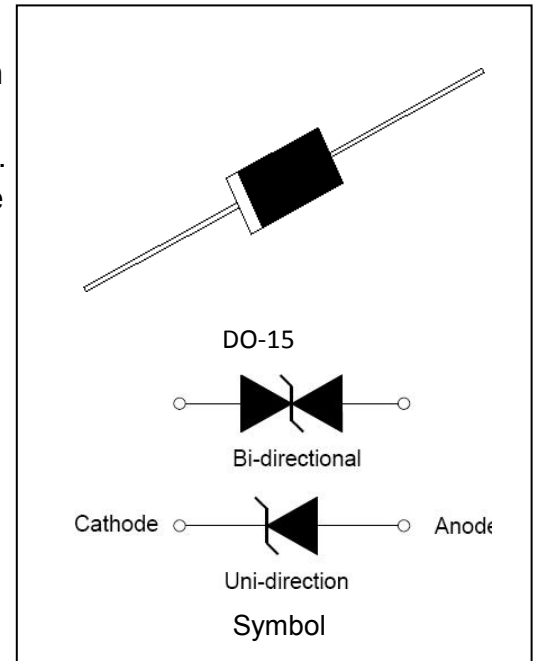 DO-15
Bi-directional
Cathode
Anode
Uni-direction
Symbol